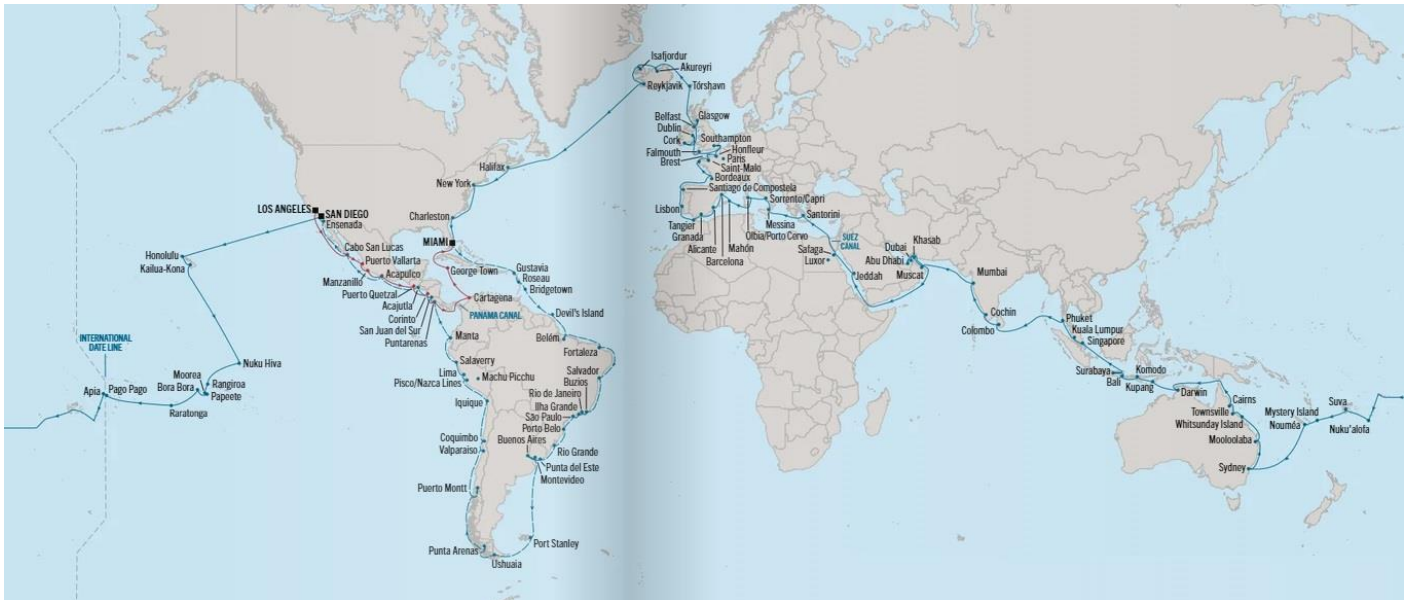 Isafjordur
Akureyri
Reykjavik
Tórshavn
Belfast
Glasgow
Dublin
Cork
Southampton
Falmouth
Honfleur
Brest
Paris
Saint-Malo
Bordeaux
Santiago de Compostela
Lisbon
Sorrento/Capri
Santorini
Tangier
Messina
Granada
Olbia/Porto Cervo
Alicante
Mahón
Barcelona
SUEZ
CANAL
Safaga
Luxor
Jeddah
Dubai
Khasab
Abu Dhabi
Muscat
Mumbai
Cochin
Colombo
Phuket
Kuala Lumpur
Singapore
Surabaya
Komodo
Bali
Kupang
Darwin
Cairns
Townsville
Whitsunday Island
Mooloolaba
Sydney
Mystery Island
Nouméa
Suva
Nuku'alofa
Halifax
New York
Charleston
MIAMI
LOS ANGELES
SAN DIEGO
Ensenada
Honolulu
Kailua-Kona
Cabo San Lucas
Puerto Vallarta
Manzanillo
Acapulco
Puerto Quetzal
Acajutla
Corinto
San Juan del Sur
Puntarenas
George Town
Cartagena
PANAMA CANAL
Gustavia
Roseau
Bridgetown
Devil's Island
Belém
Fortaleza
Manta
Salaverry
Lima
Machu Picchu
Pisco/Nazca Lines
Salvador
Buzios
Rio de Janeiro
Ilha Grande
São Paulo
Porto Belo
Buenos Aires
Iquique
Coquimbo
Valparaiso
Rio Grande
Punta del Este
Montevideo
Puerto Montt
Punta Arenas
Ushuaia
Port Stanley
INTERNATIONAL
DATE LINE
Nuku Hiva
Moorea
Rangiroa
Bora Bora
Papeete
Apia
Pago Pago
Raratonga